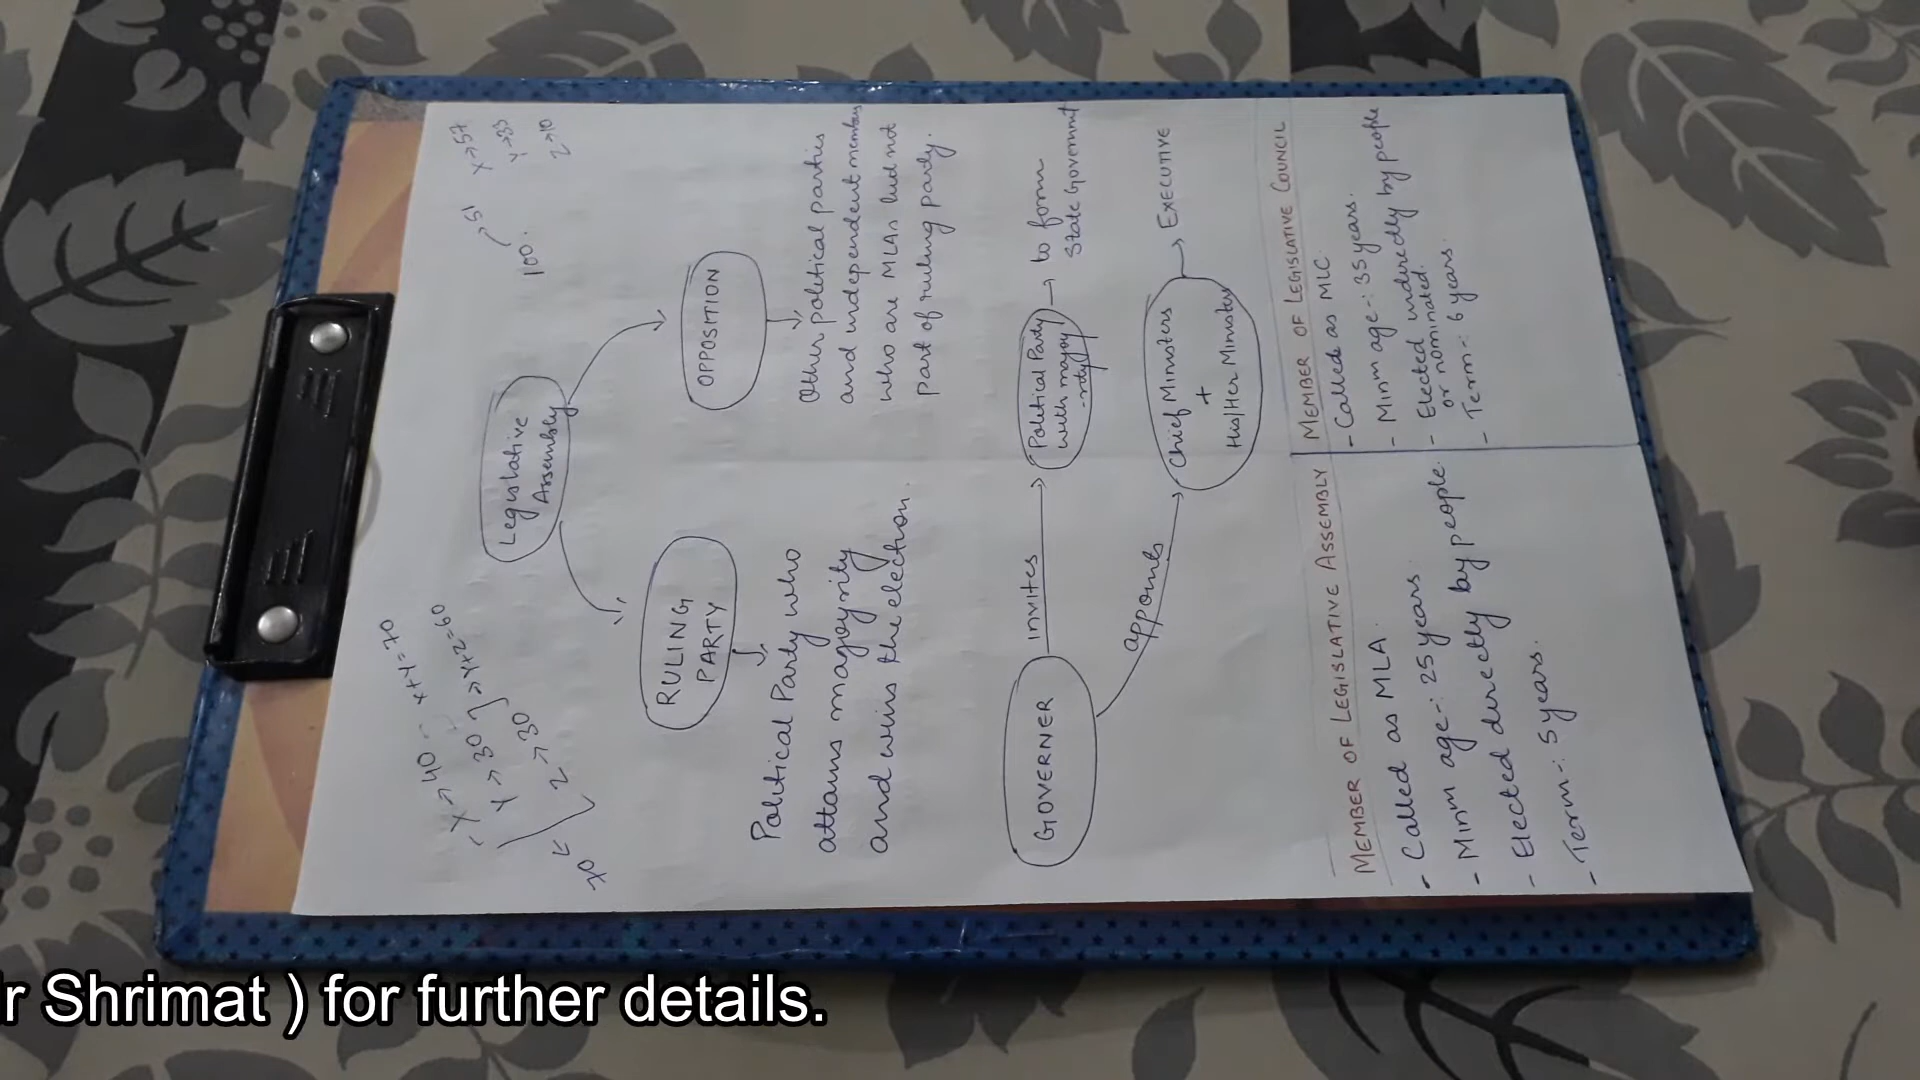 X→40 - X+Y=70
Y→30 ] → Y+Z=60
Z→30
70
100.
→51
X→57
Y→33
Z→10
Legislative
Assembly
RULING
PARTY
Political Party who
attains magoyrity
and wins the election.
OPPOSITION
Other political parties
and independent members
who are MLAs but not
part of ruling party.
GOVERNER
invites
Political Party
with majoy
-rity
→ to form
State Government
appoints
Chief Ministers
+
His/Her Ministers
→ EXECUTIVE
MEMBER OF LEGISLATIVE ASSEMBLY
- Called as MLA.
- Minm age -: 25 years.
- Elected directly by people.
- Term -: 5 years.
MEMBER OF LEGISLATIVE COUNCIL
- Called as MLC.
- Minm age -: 35 years.
- Elected indirectly by people
or nominated.
- Term -: 6 years.
r Shrimat ) for further details.